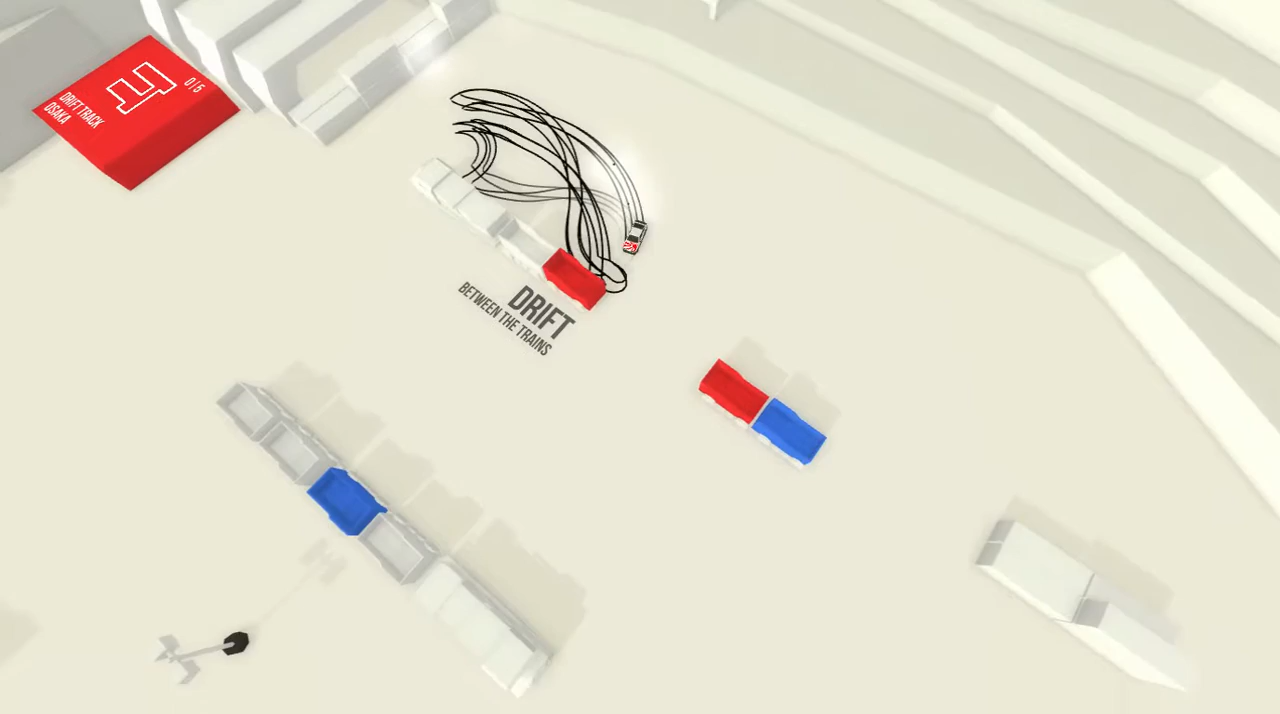 DRIFT TRACK
OSAKA
0/5
DRIFT
BETWEEN THE TRAINS